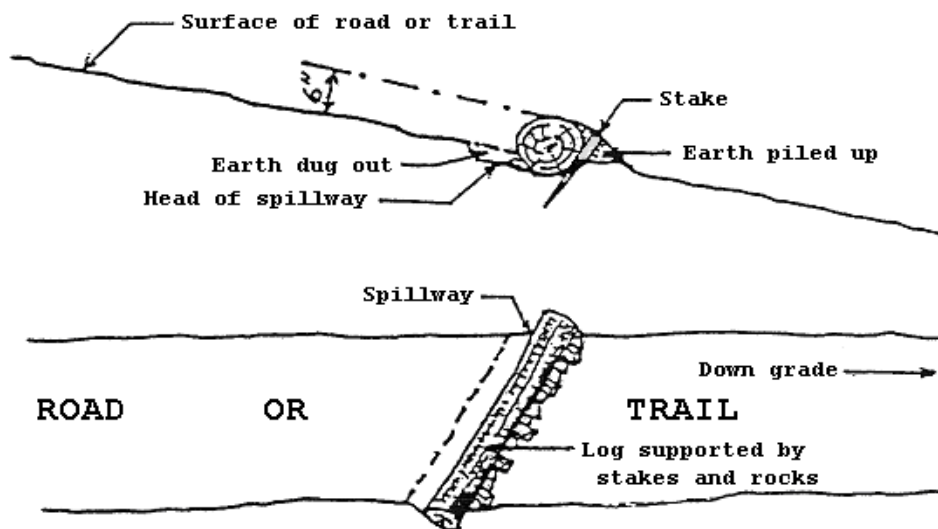 Surface of road or trail
6"
Stake
Earth dug out
Earth piled up
Head of spillway
Spillway
Down grade
ROAD OR TRAIL
Log supported by
stakes and rocks